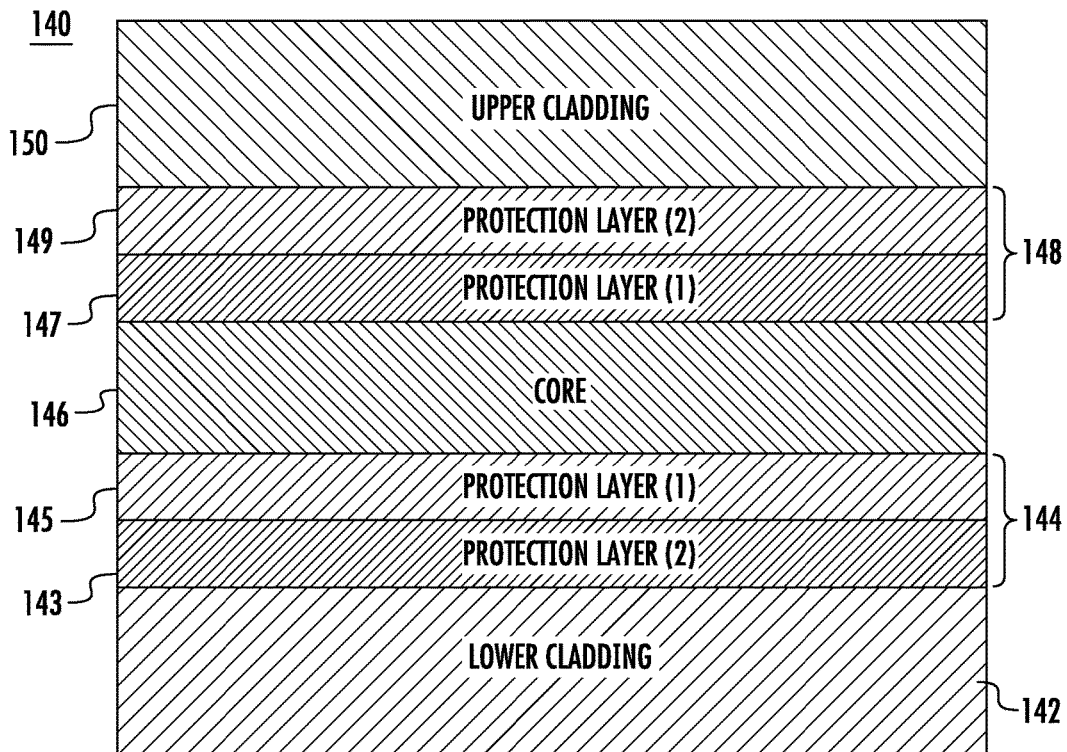 140
UPPER CLADDING
150
PROTECTION LAYER (2)
149
148
PROTECTION LAYER (1)
147
CORE
146
PROTECTION LAYER (1)
145
144
PROTECTION LAYER (2)
143
LOWER CLADDING
142